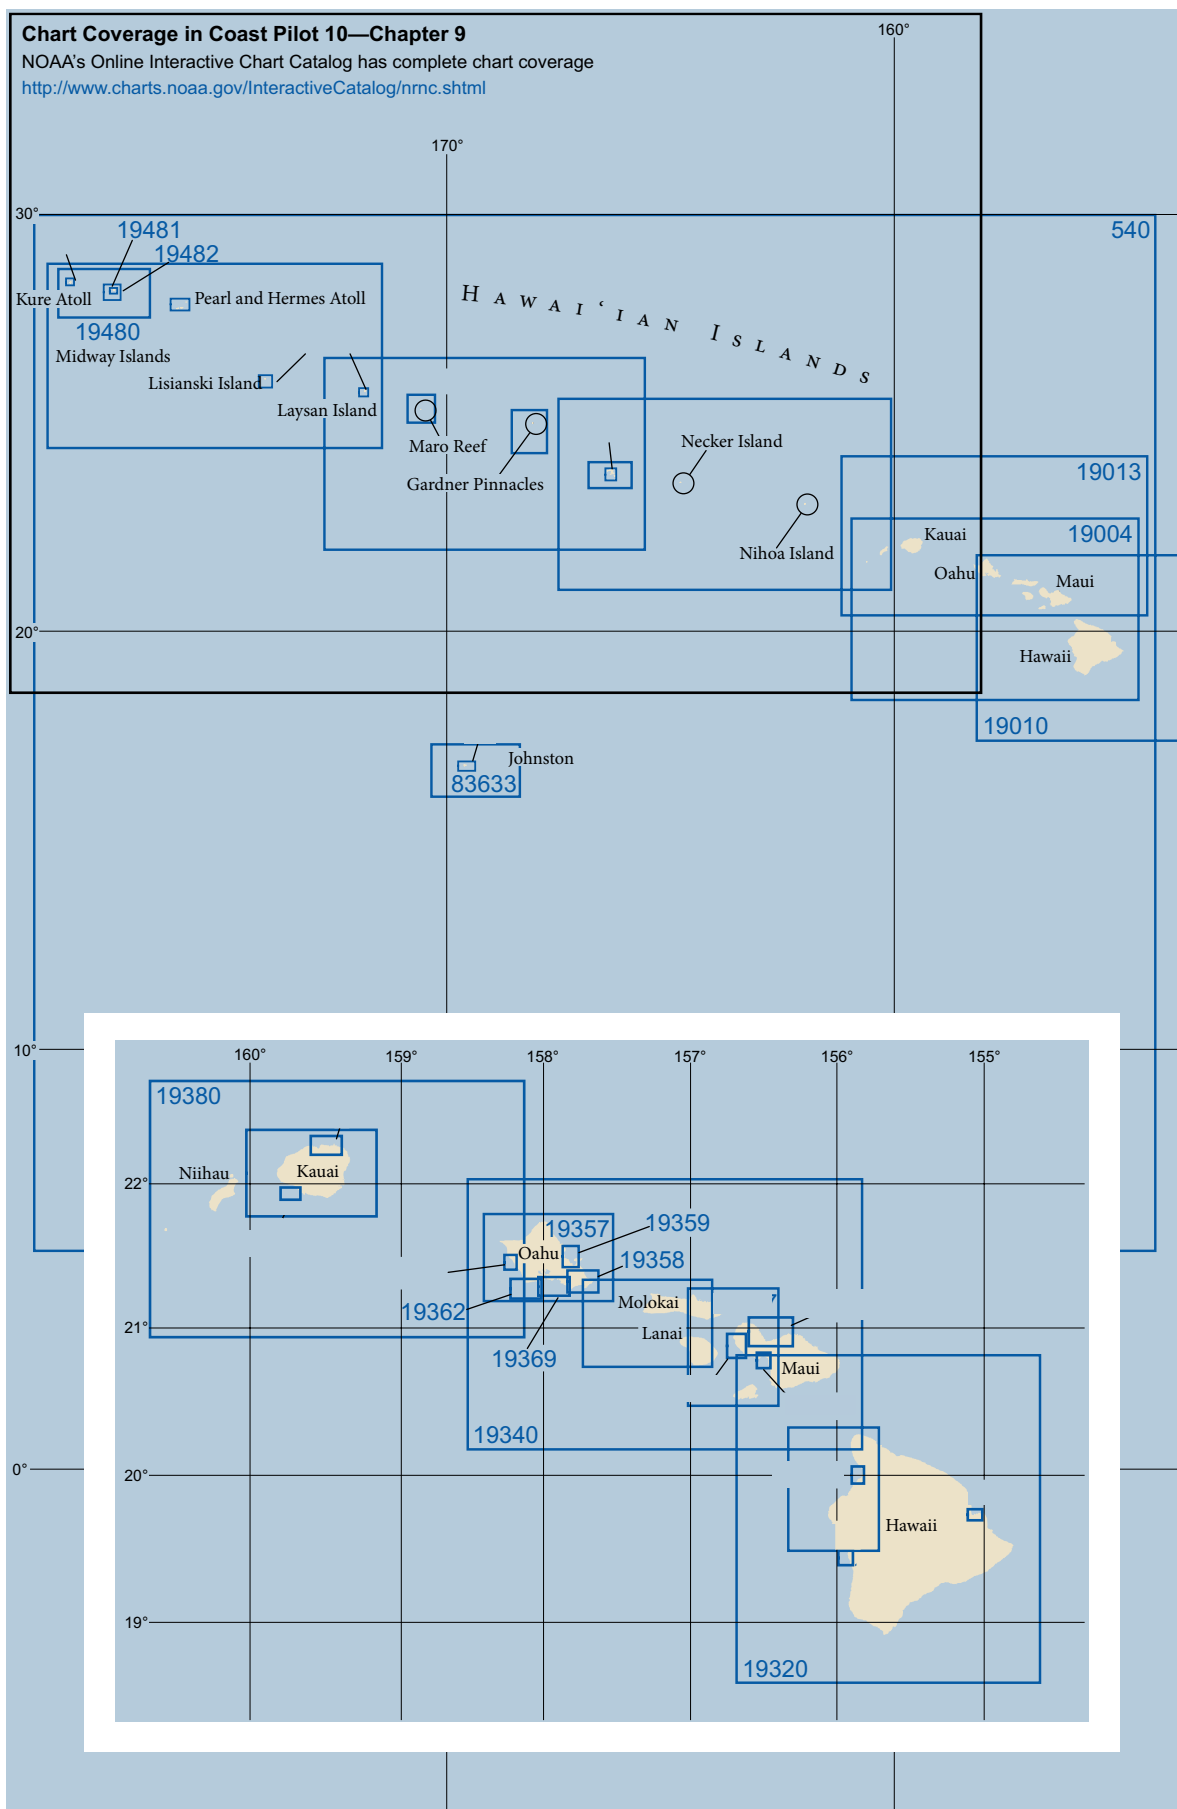 Chart Coverage in Coast Pilot 10—Chapter 9
NOAA's Online Interactive Chart Catalog has complete chart coverage
http://www.charts.noaa.gov/InteractiveCatalog/nrnc.shtml
160°
170°
30°
540
19481
19482
Kure Atoll
Pearl and Hermes Atoll
19480
Midway Islands
HAWAI‘IAN ISLANDS
Lisianski Island
Laysan Island
Maro Reef
Gardner Pinnacles
Necker Island
Nihoa Island
19013
19004
Kauai
Oahu
Maui
20°
Hawaii
19010
Johnston
83633
10°
160°
159°
158°
157°
156°
155°
19380
Niihau
Kauai
22°
19357
19359
Oahu
19358
Molokai
19362
21°
Lanai
19369
Maui
19340
0°
20°
Hawaii
19°
19320